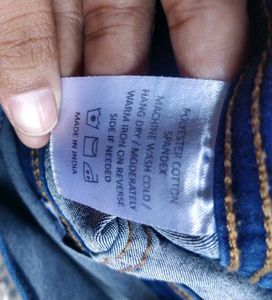 POLYESTER COTTON
SPANDEX
MACHINE WASH COLD /
HANG DRY / MODERATELY
WARM IRON ON REVERSE
SIDE IF NEEDED
MADE IN INDIA